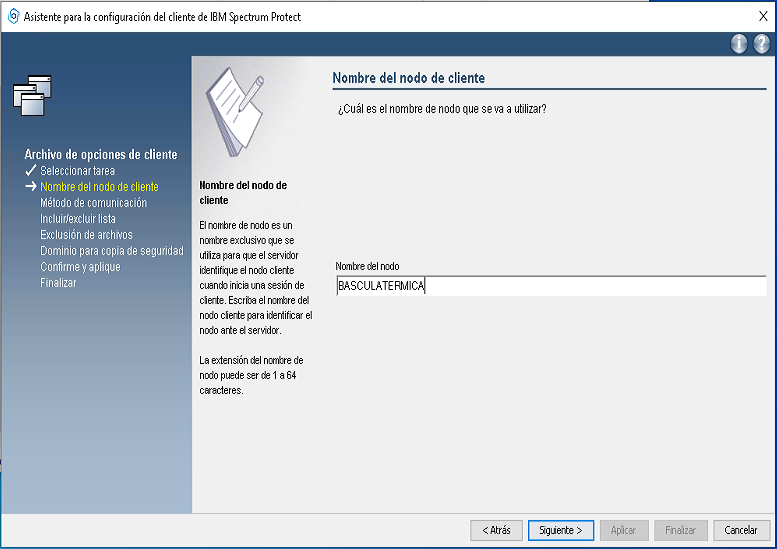 Asistente para la configuración del cliente de IBM Spectrum Protect
X
i ?
Archivo de opciones de cliente
Seleccionar tarea
Nombre del nodo de cliente
Método de comunicación
Incluir/excluir lista
Exclusión de archivos
Dominio para copia de seguridad
Confirme y aplique
Finalizar
Nombre del nodo de
cliente
El nombre de nodo es un
nombre exclusivo que se
utiliza para que el servidor
identifique el nodo cliente
cuando inicia una sesión de
cliente. Escriba el nombre del
nodo cliente para identificar el
nodo ante el servidor.
La extensión del nombre de
nodo puede ser de 1 a 64
caracteres.
Nombre del nodo de cliente
¿Cuál es el nombre de nodo que se va a utilizar?
Nombre del nodo
BASCULATERMICA
< Atrás
Siguiente >
Aplicar
Finalizar
Cancelar